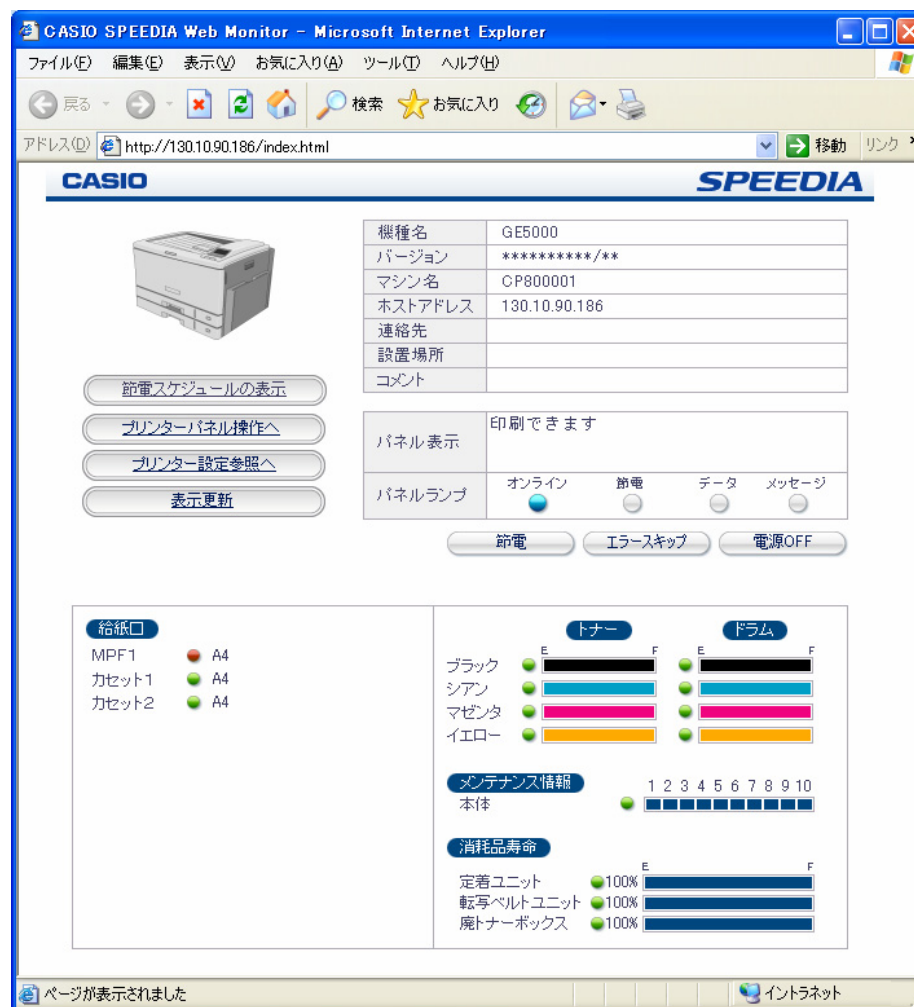 CASIO SPEEDIA Web Monitor - Microsoft Internet Explorer
ファイル(F) 編集(E) 表示(V) お気に入り(A) ツール(T) ヘルプ(H)
戻る 検索 お気に入り
アドレス(D) http://130.10.90.186/index.html 移動 リンク
CASIO SPEEDIA
機種名 GE5000
バージョン **********/**
マシン名 CP800001
ホストアドレス 130.10.90.186
連絡先
設置場所
コメント
節電スケジュールの表示
プリンターパネル操作へ
プリンター設定参照へ
表示更新
パネル表示 印刷できます
パネルランプ オンライン 節電 データ メッセージ
節電 エラースキップ 電源OFF
給紙口
MPF1 A4
カセット1 A4
カセット2 A4
トナー ドラム
E F E F
ブラック
シアン
マゼンタ
イエロー
メンテナンス情報 1 2 3 4 5 6 7 8 9 10
本体
消耗品寿命
E F
定着ユニット 100%
転写ベルトユニット 100%
廃トナーボックス 100%
ページが表示されました イントラネット